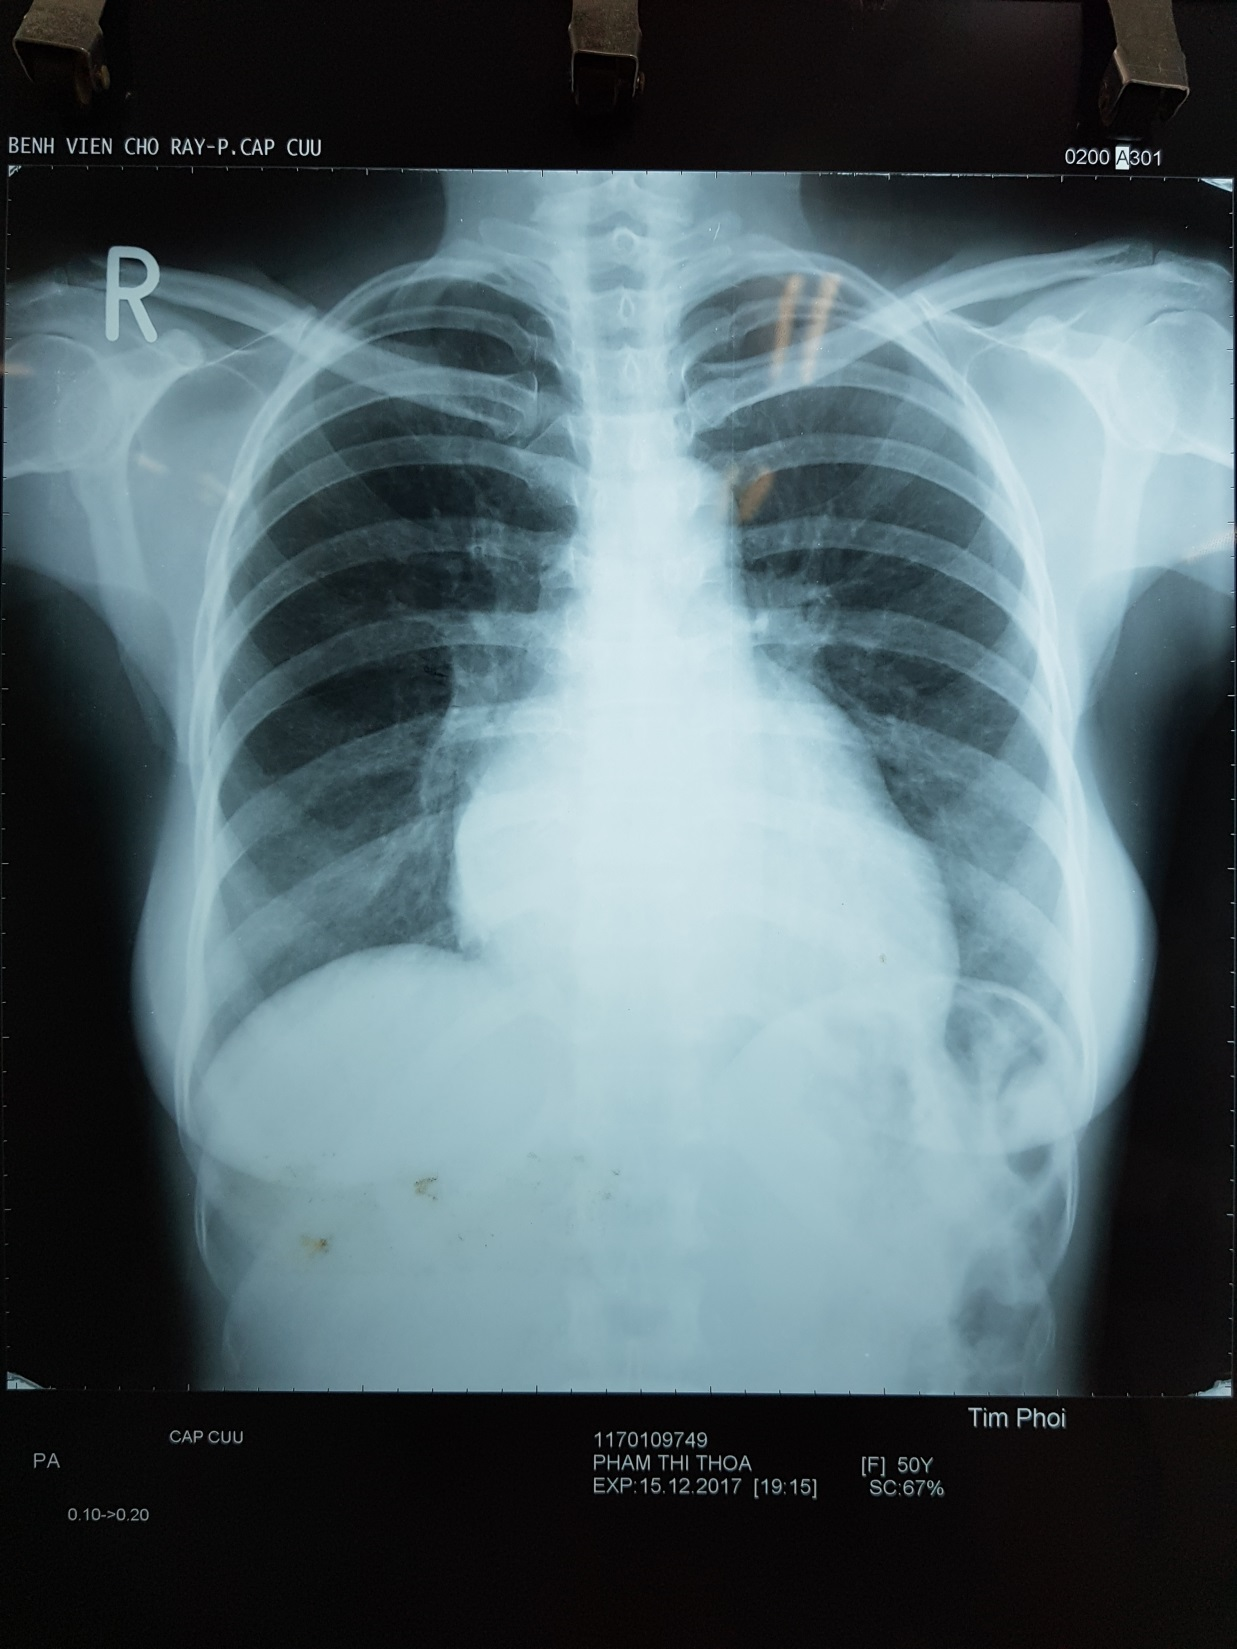 BENH VIEN CHO RAY-P.CAP CUU
0200 A301
R
Tim Phoi
CAP CUU
PA
1170109749
PHAM THI THOA [F] 50Y
EXP:15.12.2017 [19:15] SC:67%
0.10->0.20